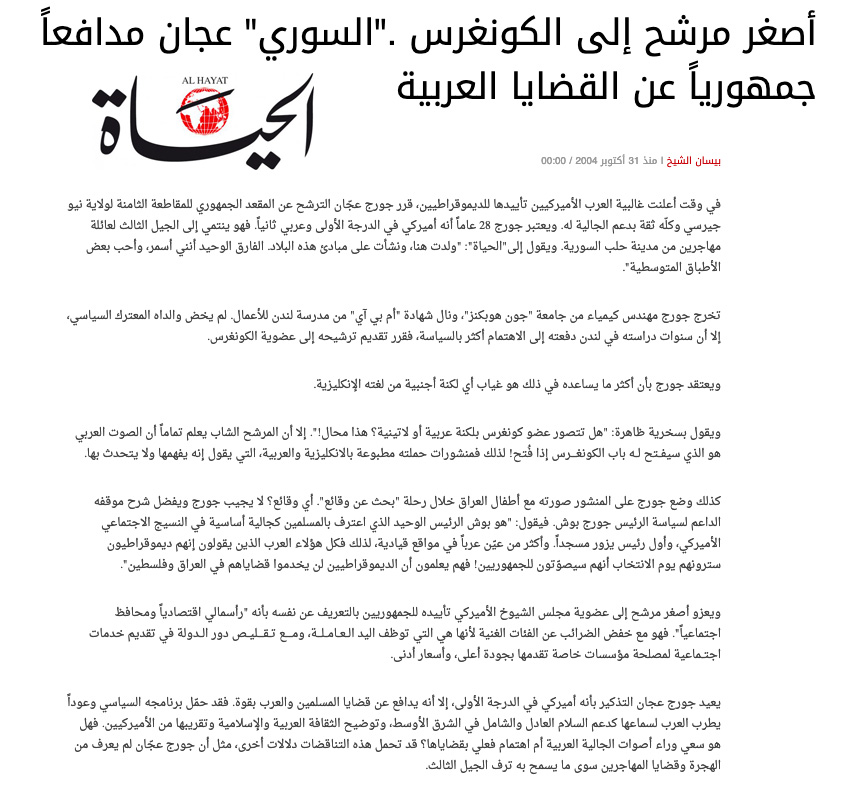 أصغر مرشح إلى الكونغرس ."السوري" عجان مدافعاً
جمهورياً عن القضايا العربية
AL HAYAT
الحياة
بيسان الشيخ | منذ 31 أكتوبر 2004 / 00:00
في وقت أعلنت غالبية العرب الأميركيين تأييدها للديموقراطيين، قرر جورج عجّان الترشح عن المقعد الجمهوري للمقاطعة الثامنة لولاية نيو
جيرسي وكلّه ثقة بدعم الجالية له. ويعتبر جورج 28 عاماً أنه أميركي في الدرجة الأولى وعربي ثانياً. فهو ينتمي إلى الجيل الثالث لعائلة
مهاجرين من مدينة حلب السورية. ويقول إلى"الحياة": "ولدت هنا، ونشأت على مبادئ هذه البلاد. الفارق الوحيد أنني أسمر، وأحب بعض
الأطباق المتوسطية".
تخرج جورج مهندس كيمياء من جامعة "جون هوبكنز"، ونال شهادة "أم بي آي" من مدرسة لندن للأعمال. لم يخض والداه المعترك السياسي،
إلا أن سنوات دراسته في لندن دفعته إلى الاهتمام أكثر بالسياسة، فقرر تقديم ترشيحه إلى عضوية الكونغرس.
ويعتقد جورج بأن أكثر ما يساعده في ذلك هو غياب أي لكنة أجنبية من لغته الإنكليزية.
ويقول بسخرية ظاهرة: "هل تتصور عضو كونغرس بلكنة عربية أو لاتينية؟ هذا محال!". إلا أن المرشح الشاب يعلم تماماً أن الصوت العربي
هو الذي سيفـتح لـه باب الكونغـرس إذا فُتح! لذلك فمنشورات حملته مطبوعة بالانكليزية والعربية، التي يقول إنه يفهمها ولا يتحدث بها.
كذلك وضع جورج على المنشور صورته مع أطفال العراق خلال رحلة "بحث عن وقائع". أي وقائع؟ لا يجيب جورج ويفضل شرح موقفه
الداعم لسياسة الرئيس جورج بوش. فيقول: "هو بوش الرئيس الوحيد الذي اعترف بالمسلمين كجالية أساسية في النسيج الاجتماعي
الأميركي، وأول رئيس يزور مسجداً. وأكثر من عيّن عرباً في مواقع قيادية، لذلك فكل هؤلاء العرب الذين يقولون إنهم ديموقراطيون
سترونهم يوم الانتخاب أنهم سيصوّتون للجمهوريين! فهم يعلمون أن الديموقراطيين لن يخدموا قضاياهم في العراق وفلسطين".
ويعزو أصغر مرشح إلى عضوية مجلس الشيوخ الأميركي تأييده للجمهوريين بالتعريف عن نفسه بأنه "رأسمالي اقتصادياً ومحافظ
اجتماعياً". فهو مع خفض الضرائب عن الفئات الغنية لأنها هي التي توظف اليد الـعـامـلـة، ومــع تـقــليـص دور الـدولة في تقديم خدمات
اجتـماعية لمصلحة مؤسسات خاصة تقدمها بجودة أعلى، وأسعار أدنى.
يعيد جورج عجان التذكير بأنه أميركي في الدرجة الأولى، إلا أنه يدافع عن قضايا المسلمين والعرب بقوة. فقد حمّل برنامجه السياسي وعوداً
يطرب العرب لسماعها كدعم السلام العادل والشامل في الشرق الأوسط، وتوضيح الثقافة العربية والإسلامية وتقريبها من الأميركيين. فهل
هو سعي وراء أصوات الجالية العربية أم اهتمام فعلي بقضاياها؟ قد تحمل هذه التناقضات دلالات أخرى، مثل أن جورج عجّان لم يعرف من
الهجرة وقضايا المهاجرين سوى ما يسمح به ترف الجيل الثالث.